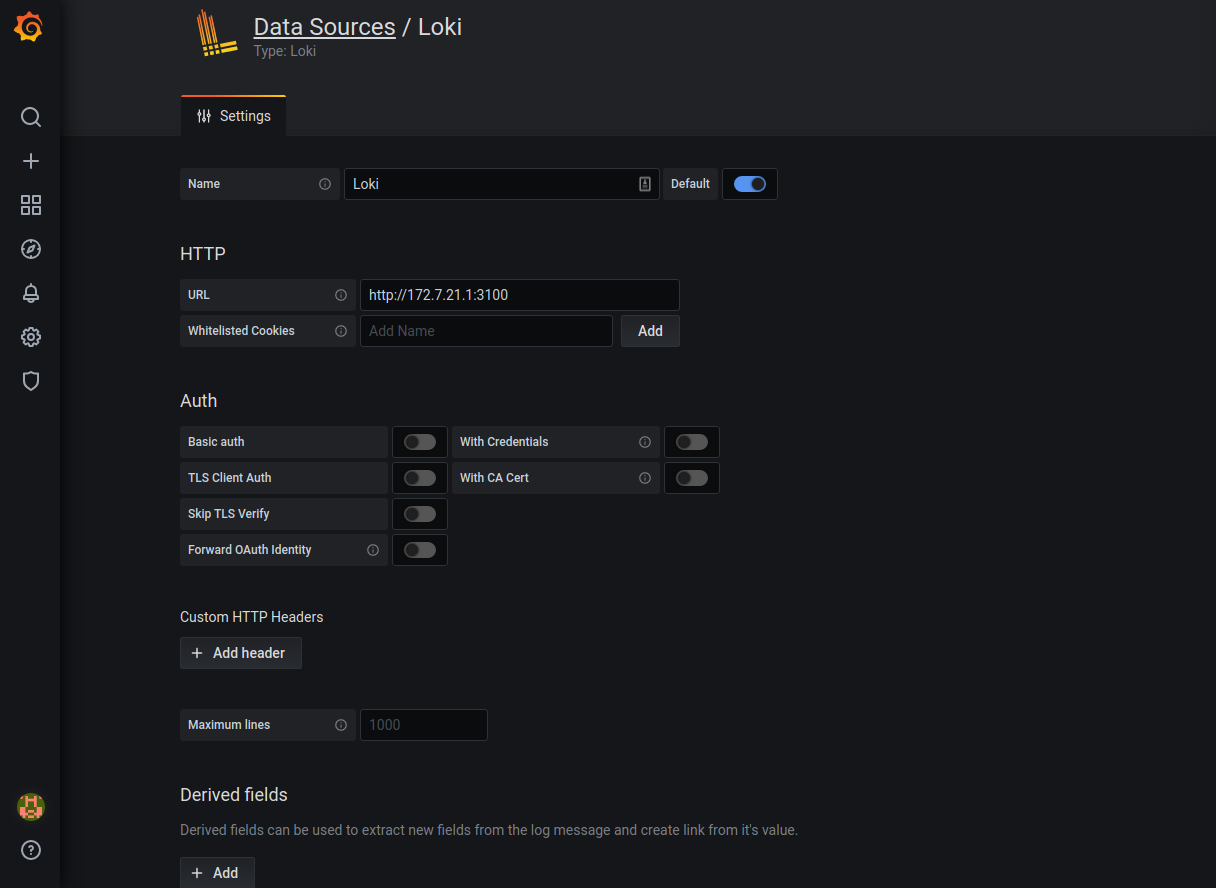 Data Sources / Loki
Type: Loki
Settings
Name Loki Default
HTTP
URL http://172.7.21.1:3100
Whitelisted Cookies Add Name Add
Auth
Basic auth With Credentials
TLS Client Auth With CA Cert
Skip TLS Verify
Forward OAuth Identity
Custom HTTP Headers
Add header
Maximum lines 1000
Derived fields
Derived fields can be used to extract new fields from the log message and create link from it's value.
Add